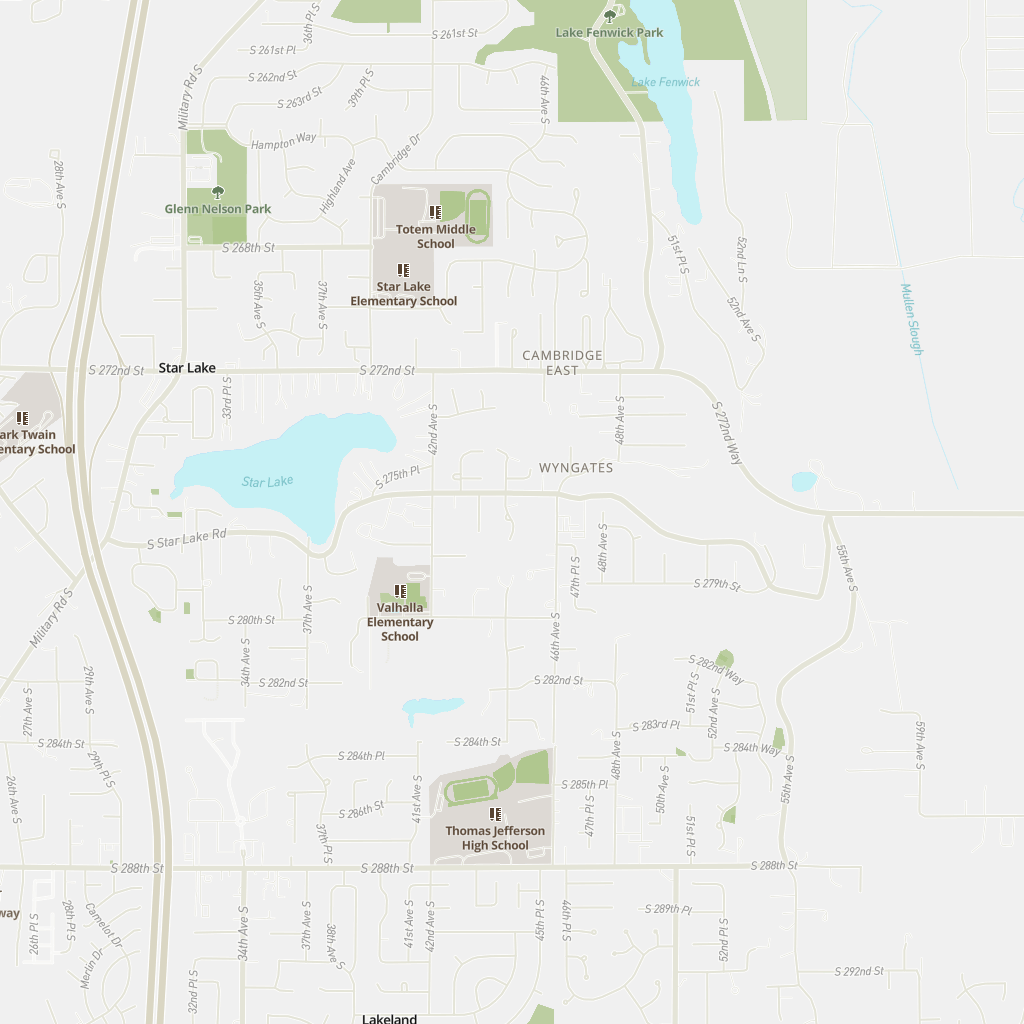 36th Pl S
S 261st St
Lake Fenwick Park
S 261st Pl
S 262nd St
39th Pl S
46th Ave S
Lake Fenwick
Military Rd S
S 263rd St
Hampton Way
Cambridge Dr
28th Ave S
Highland Ave
Glenn Nelson Park
Totem Middle
School
S 268th St
51st Pl S
52nd Ln S
Star Lake
Elementary School
35th Ave S
37th Ave S
52nd Ave S
Mullen Slough
CAMBRIDGE
EAST
S 272nd St
Star Lake
S 272nd St
33rd Pl S
42nd Ave S
48th Ave S
S 272nd Way
ark Twain
entary School
WYNGATES
S 275th Pl
Star Lake
S Star Lake Rd
48th Ave S
55th Ave S
47th Pl S
S 279th St
Military Rd S
37th Ave S
Valhalla
Elementary
School
S 280th St
46th Ave S
34th Ave S
29th Ave S
S 282nd St
S 282nd St
S 282nd Way
51st Pl S
52nd Ave S
27th Ave S
S 283rd Pl
59th Ave S
S 284th St
S 284th St
S 284th Way
48th Ave S
S 284th Pl
29th Pl S
26th Ave S
41st Ave S
S 285th Pl
50th Ave S
55th Ave S
S 286th St
47th Pl S
37th Pl S
51st Pl S
Thomas Jefferson
High School
S 288th St
S 288th St
S 288th St
way
26th Pl S
28th Pl S
Camelot Dr
34th Ave S
37th Ave S
38th Ave S
41st Ave S
42nd Ave S
45th Pl S
46th Pl S
S 289th Pl
52nd Pl S
Merlin Dr
32nd Pl S
S 292nd St
Lakeland